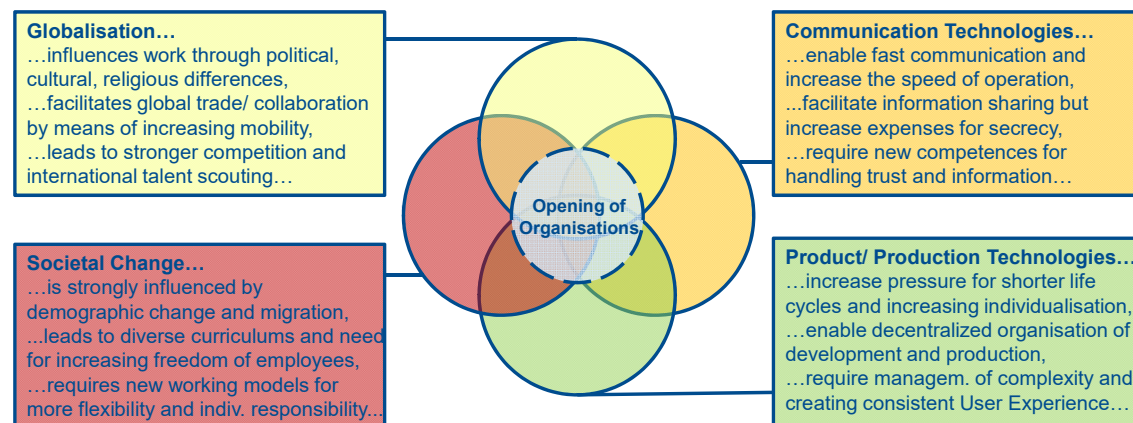 Globalisation…
…influences work through political,
cultural, religious differences,
…facilitates global trade/ collaboration
by means of increasing mobility,
…leads to stronger competition and
international talent scouting…
Communication Technologies…
…enable fast communication and
increase the speed of operation,
...facilitate information sharing but
increase expenses for secrecy,
…require new competences for
handling trust and information…
Opening of
Organisations
Societal Change…
…is strongly influenced by
demographic change and migration,
...leads to diverse curriculums and need
for increasing freedom of employees,
…requires new working models for
more flexibility and indiv. responsibility...
Product/ Production Technologies…
…increase pressure for shorter life
cycles and increasing individualisation,
…enable decentralized organisation of
development and production,
…require managem. of complexity and
creating consistent User Experience…